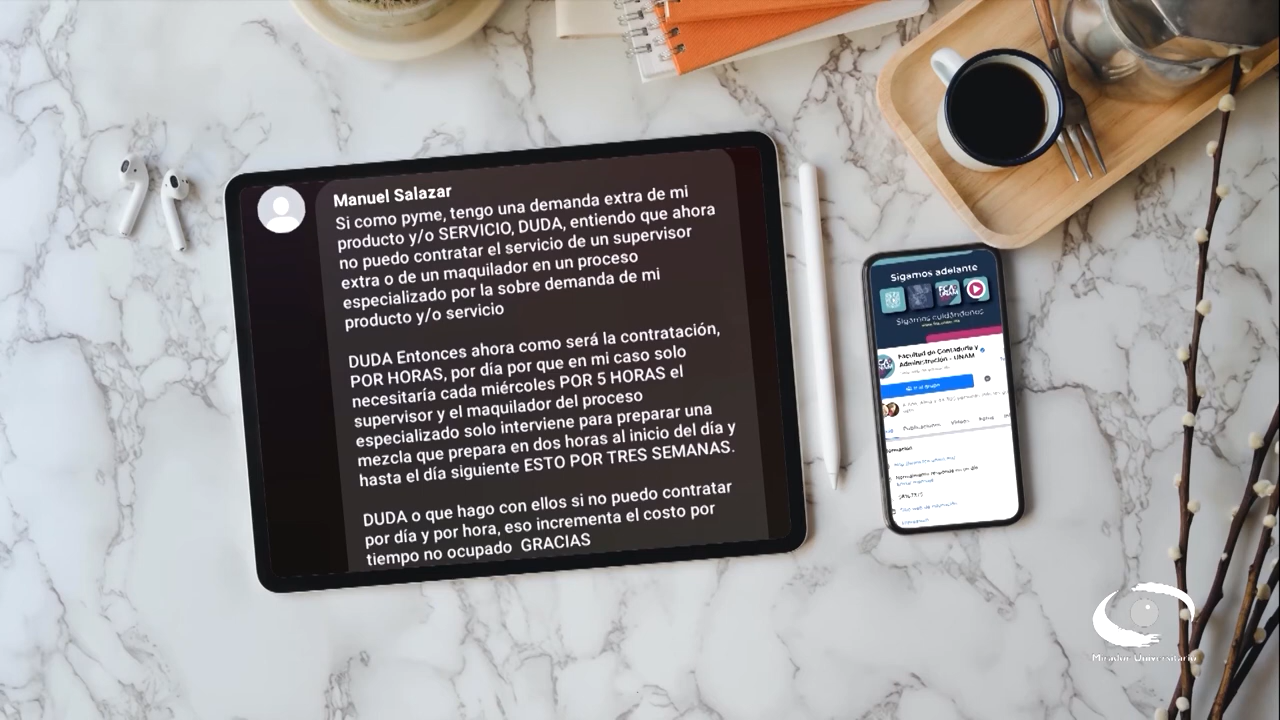 Manuel Salazar
Si como pyme, tengo una demanda extra de mi
producto y/o SERVICIO, DUDA, entiendo que ahora
no puedo contratar el servicio de un supervisor
extra o de un maquilador en un proceso
especializado por la sobre demanda de mi
producto y/o servicio
DUDA Entonces ahora como será la contratación,
POR HORAS, por día por que en mi caso solo
necesitaría cada miércoles POR 5 HORAS el
supervisor y el maquilador del proceso
especializado solo interviene para preparar una
mezcla que prepara en dos horas al inicio del día y
hasta el día siguiente ESTO POR TRES SEMANAS.
DUDA o que hago con ellos si no puedo contratar
por día y por hora, eso incrementa el costo por
tiempo no ocupado GRACIAS
Sigamos adelante
Sigamos cuidándonos
Facultad de Contaduría y
Administración - UNAM
Publicaciones Videos
Mirador Universitario